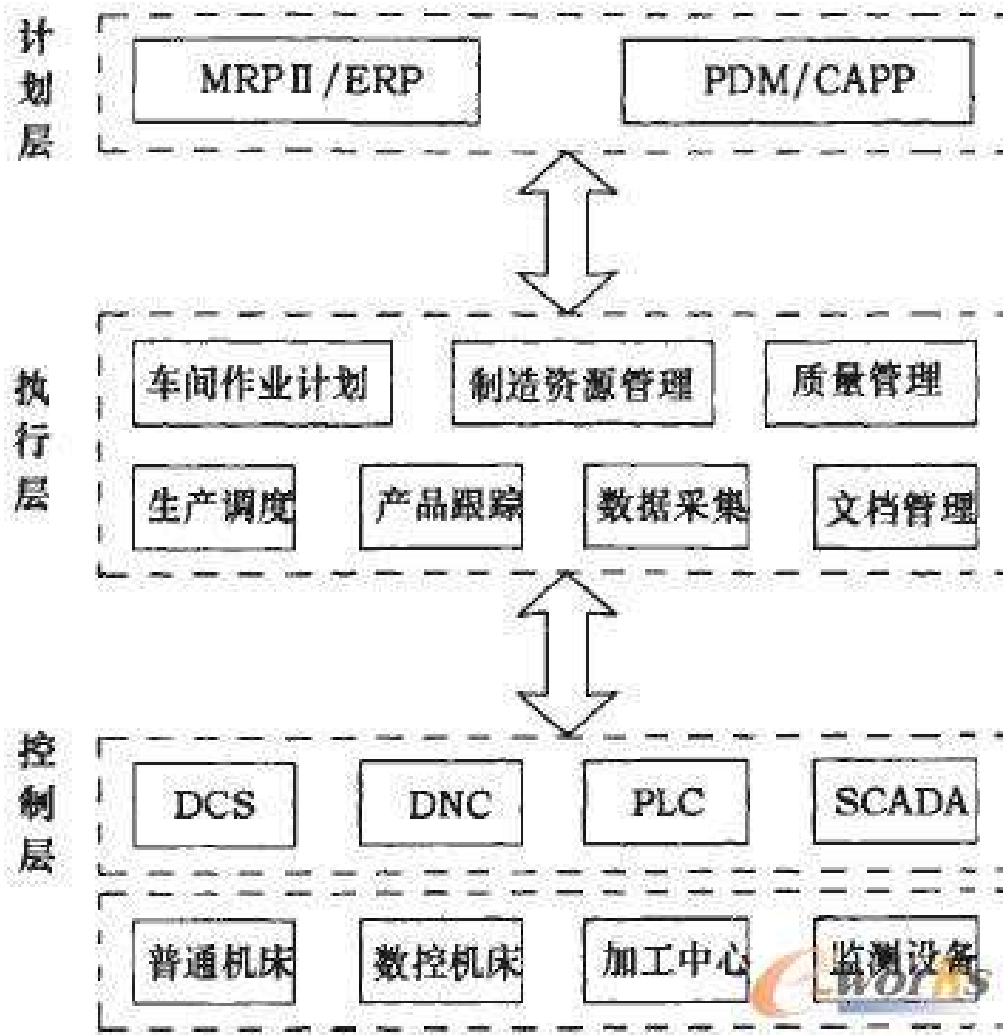 计划层
MRPⅡ/ERP
PDM/CAPP
执行层
车间作业计划
制造资源管理
质量管理
生产调度
产品跟踪
数据采集
文档管理
控制层
DCS
DNC
PLC
SCADA
普通机床
数控机床
加工中心
监测设备
e-works